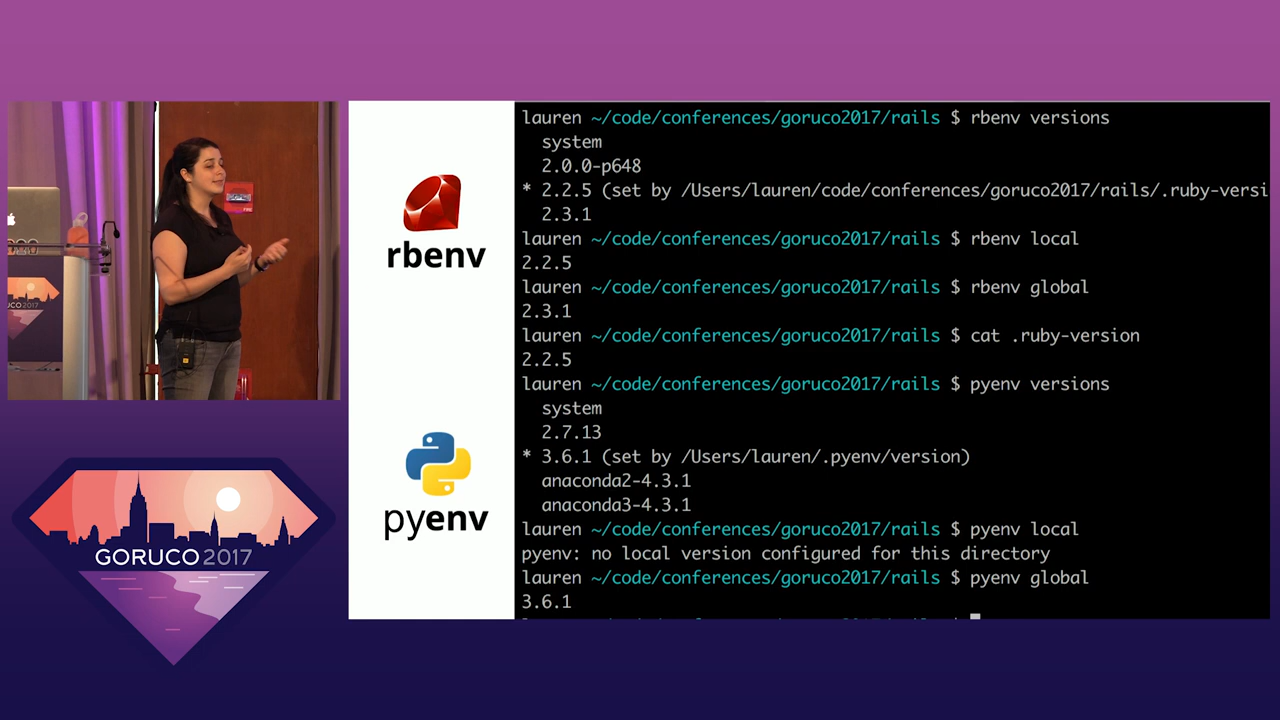 rbenv
pyenv
lauren ~/code/conferences/goruco2017/rails $ rbenv versions
system
2.0.0-p648
* 2.2.5 (set by /Users/lauren/code/conferences/goruco2017/rails/.ruby-versi
2.3.1
lauren ~/code/conferences/goruco2017/rails $ rbenv local
2.2.5
lauren ~/code/conferences/goruco2017/rails $ rbenv global
2.3.1
lauren ~/code/conferences/goruco2017/rails $ cat .ruby-version
2.2.5
lauren ~/code/conferences/goruco2017/rails $ pyenv versions
system
2.7.13
* 3.6.1 (set by /Users/lauren/.pyenv/version)
anaconda2-4.3.1
anaconda3-4.3.1
lauren ~/code/conferences/goruco2017/rails $ pyenv local
pyenv: no local version configured for this directory
lauren ~/code/conferences/goruco2017/rails $ pyenv global
3.6.1
GORUCO 2017